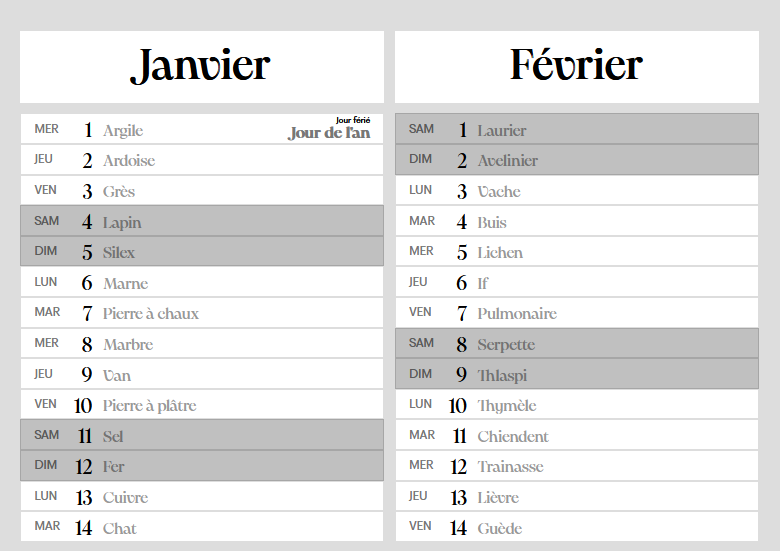 Janvier
MER 1 Argile Jour férié Jour de l'an
JEU 2 Ardoise
VEN 3 Grès
SAM 4 Lapin
DIM 5 Silex
LUN 6 Marne
MAR 7 Pierre à chaux
MER 8 Marbre
JEU 9 Van
VEN 10 Pierre à plâtre
SAM 11 Sel
DIM 12 Fer
LUN 13 Cuivre
MAR 14 Chat
Février
SAM 1 Laurier
DIM 2 Avelinier
LUN 3 Vache
MAR 4 Buis
MER 5 Lichen
JEU 6 If
VEN 7 Pulmonaire
SAM 8 Serpette
DIM 9 Thlaspi
LUN 10 Thymèle
MAR 11 Chiendent
MER 12 Trainasse
JEU 13 Lièvre
VEN 14 Guède